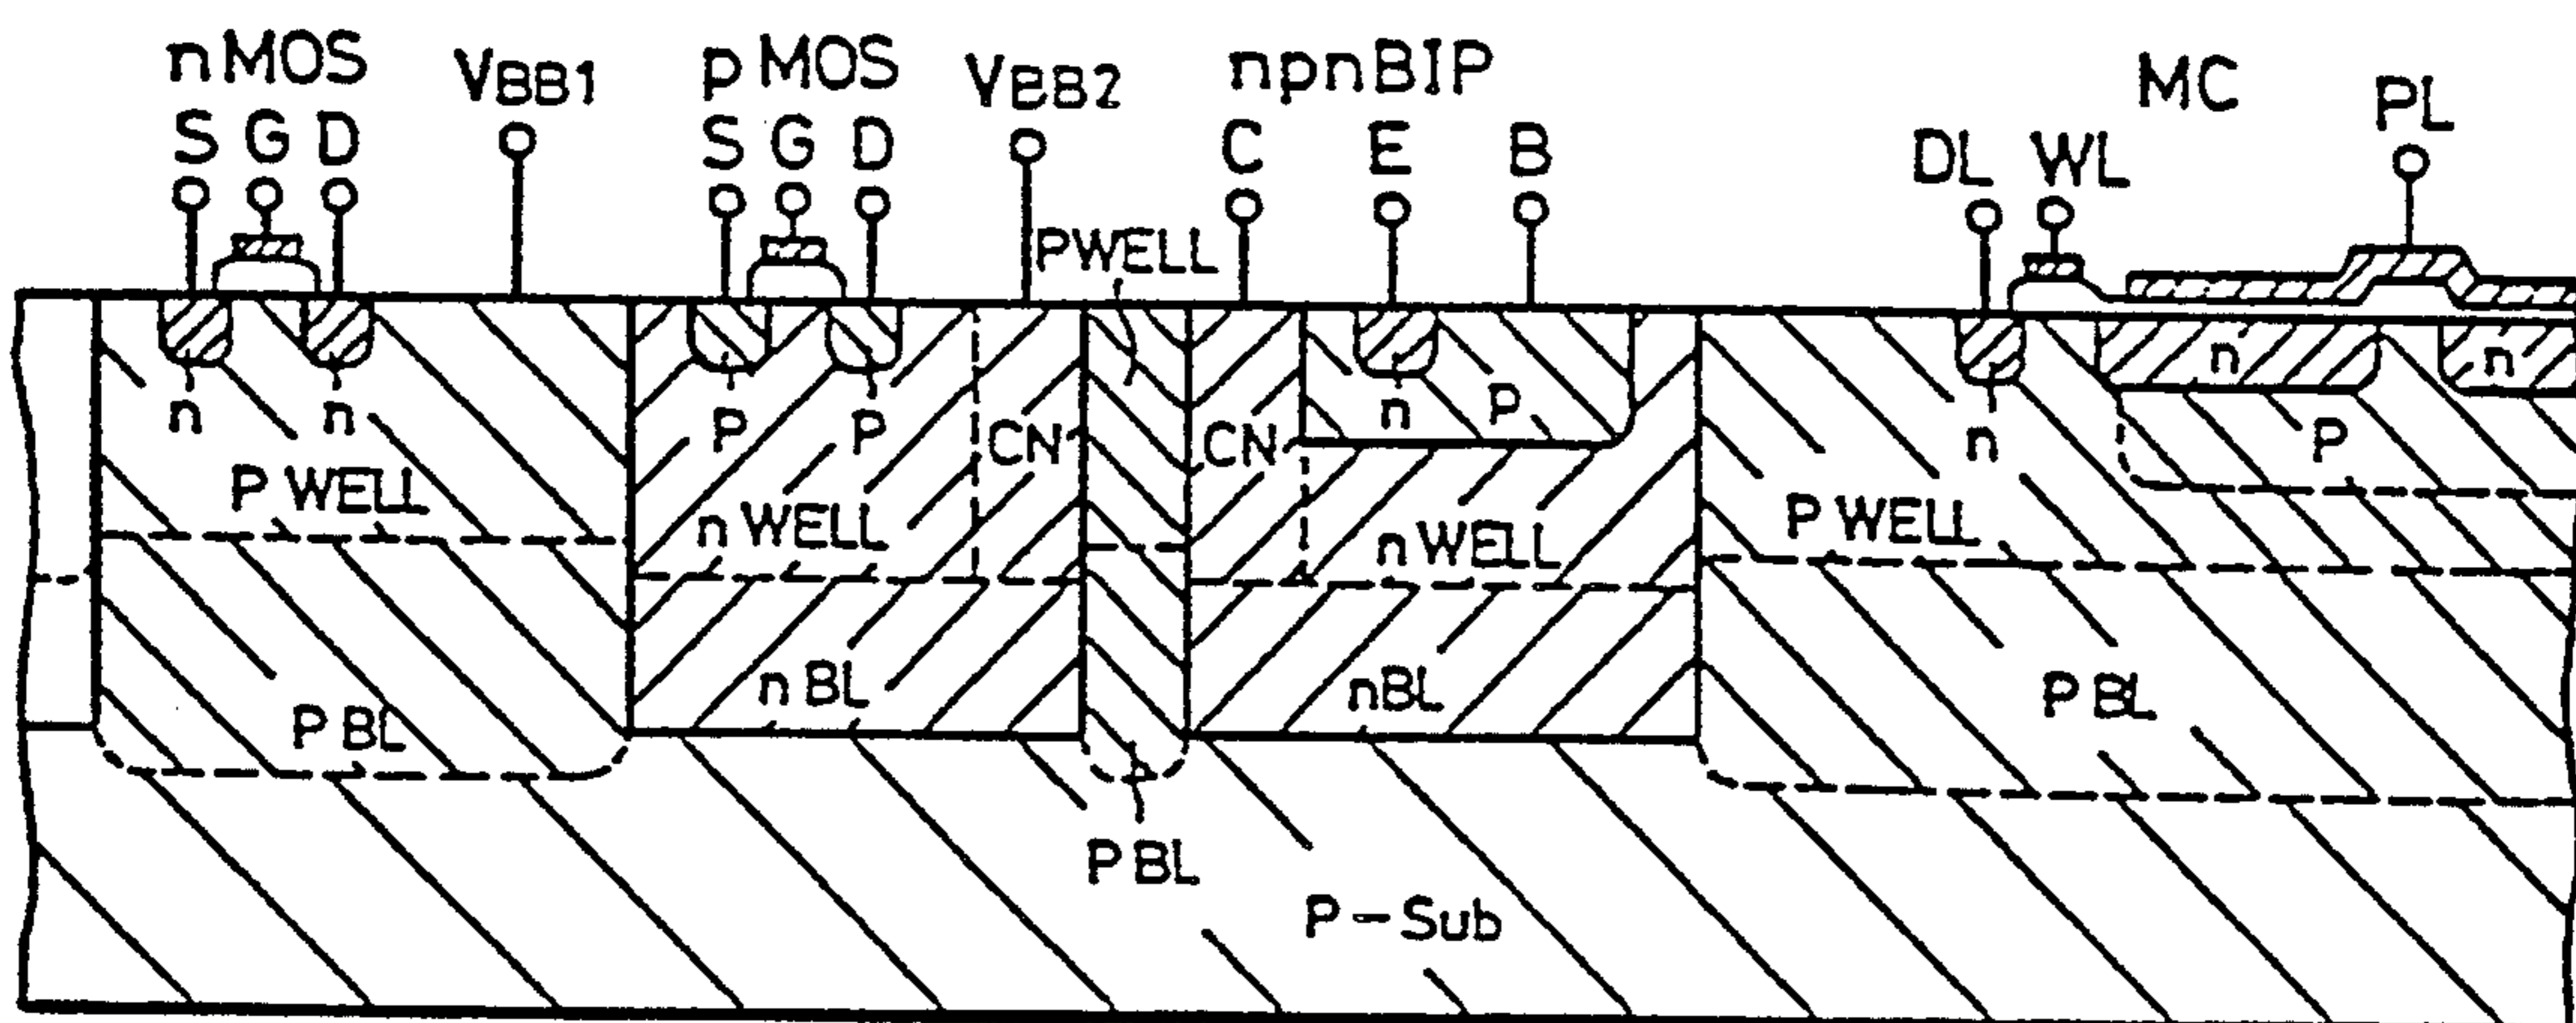 nMOS
VBB1
pMOS
VBB2
npnBIP
MC
PL
S G D
S G D
C E B
DL WL
PWELL
n n
P P
CN
CN
n P
n
n
n
P
P WELL
n WELL
n WELL
P WELL
P BL
n BL
nBL
P BL
P BL
P-Sub